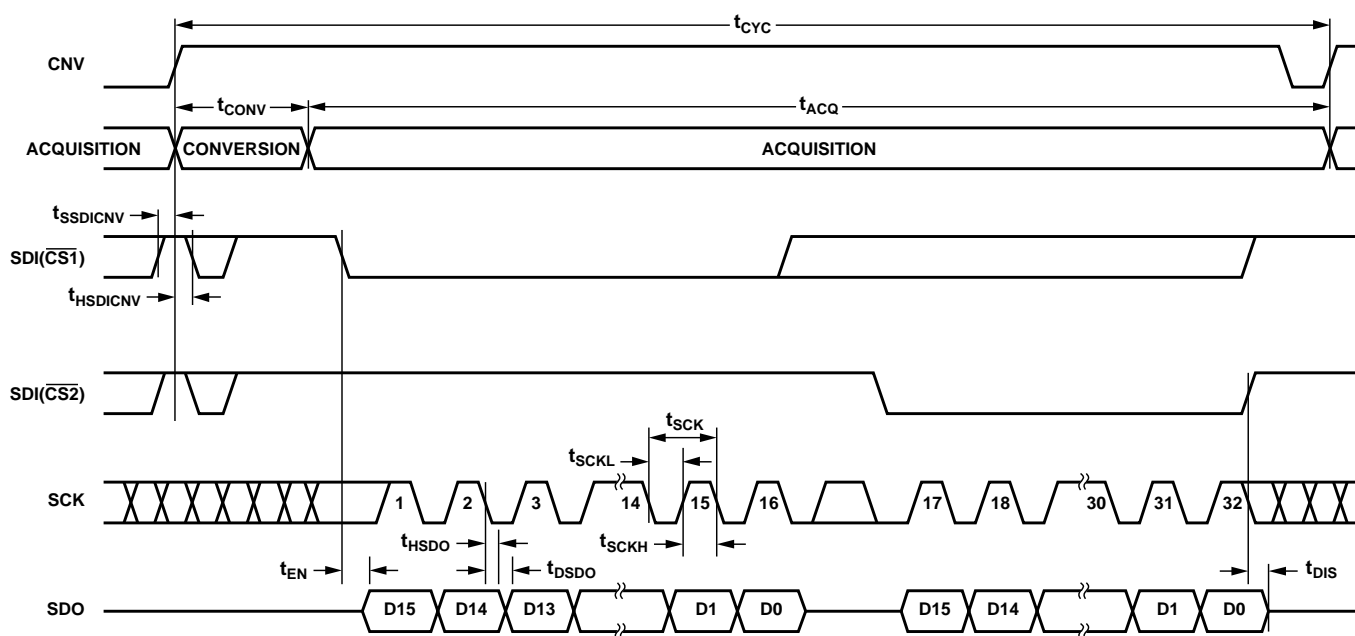 tCYC
CNV
tCONV
tACQ
ACQUISITION
CONVERSION
ACQUISITION
tSSDICNV
SDI(CS1)
tHSDICNV
SDI(CS2)
tSCK
tSCKL
SCK
1 2 3 14 15 16 17 18 30 31 32
tHSDO
tSCKH
tEN
tDSDO
tDIS
SDO
D15 D14 D13 D1 D0 D15 D14 D1 D0